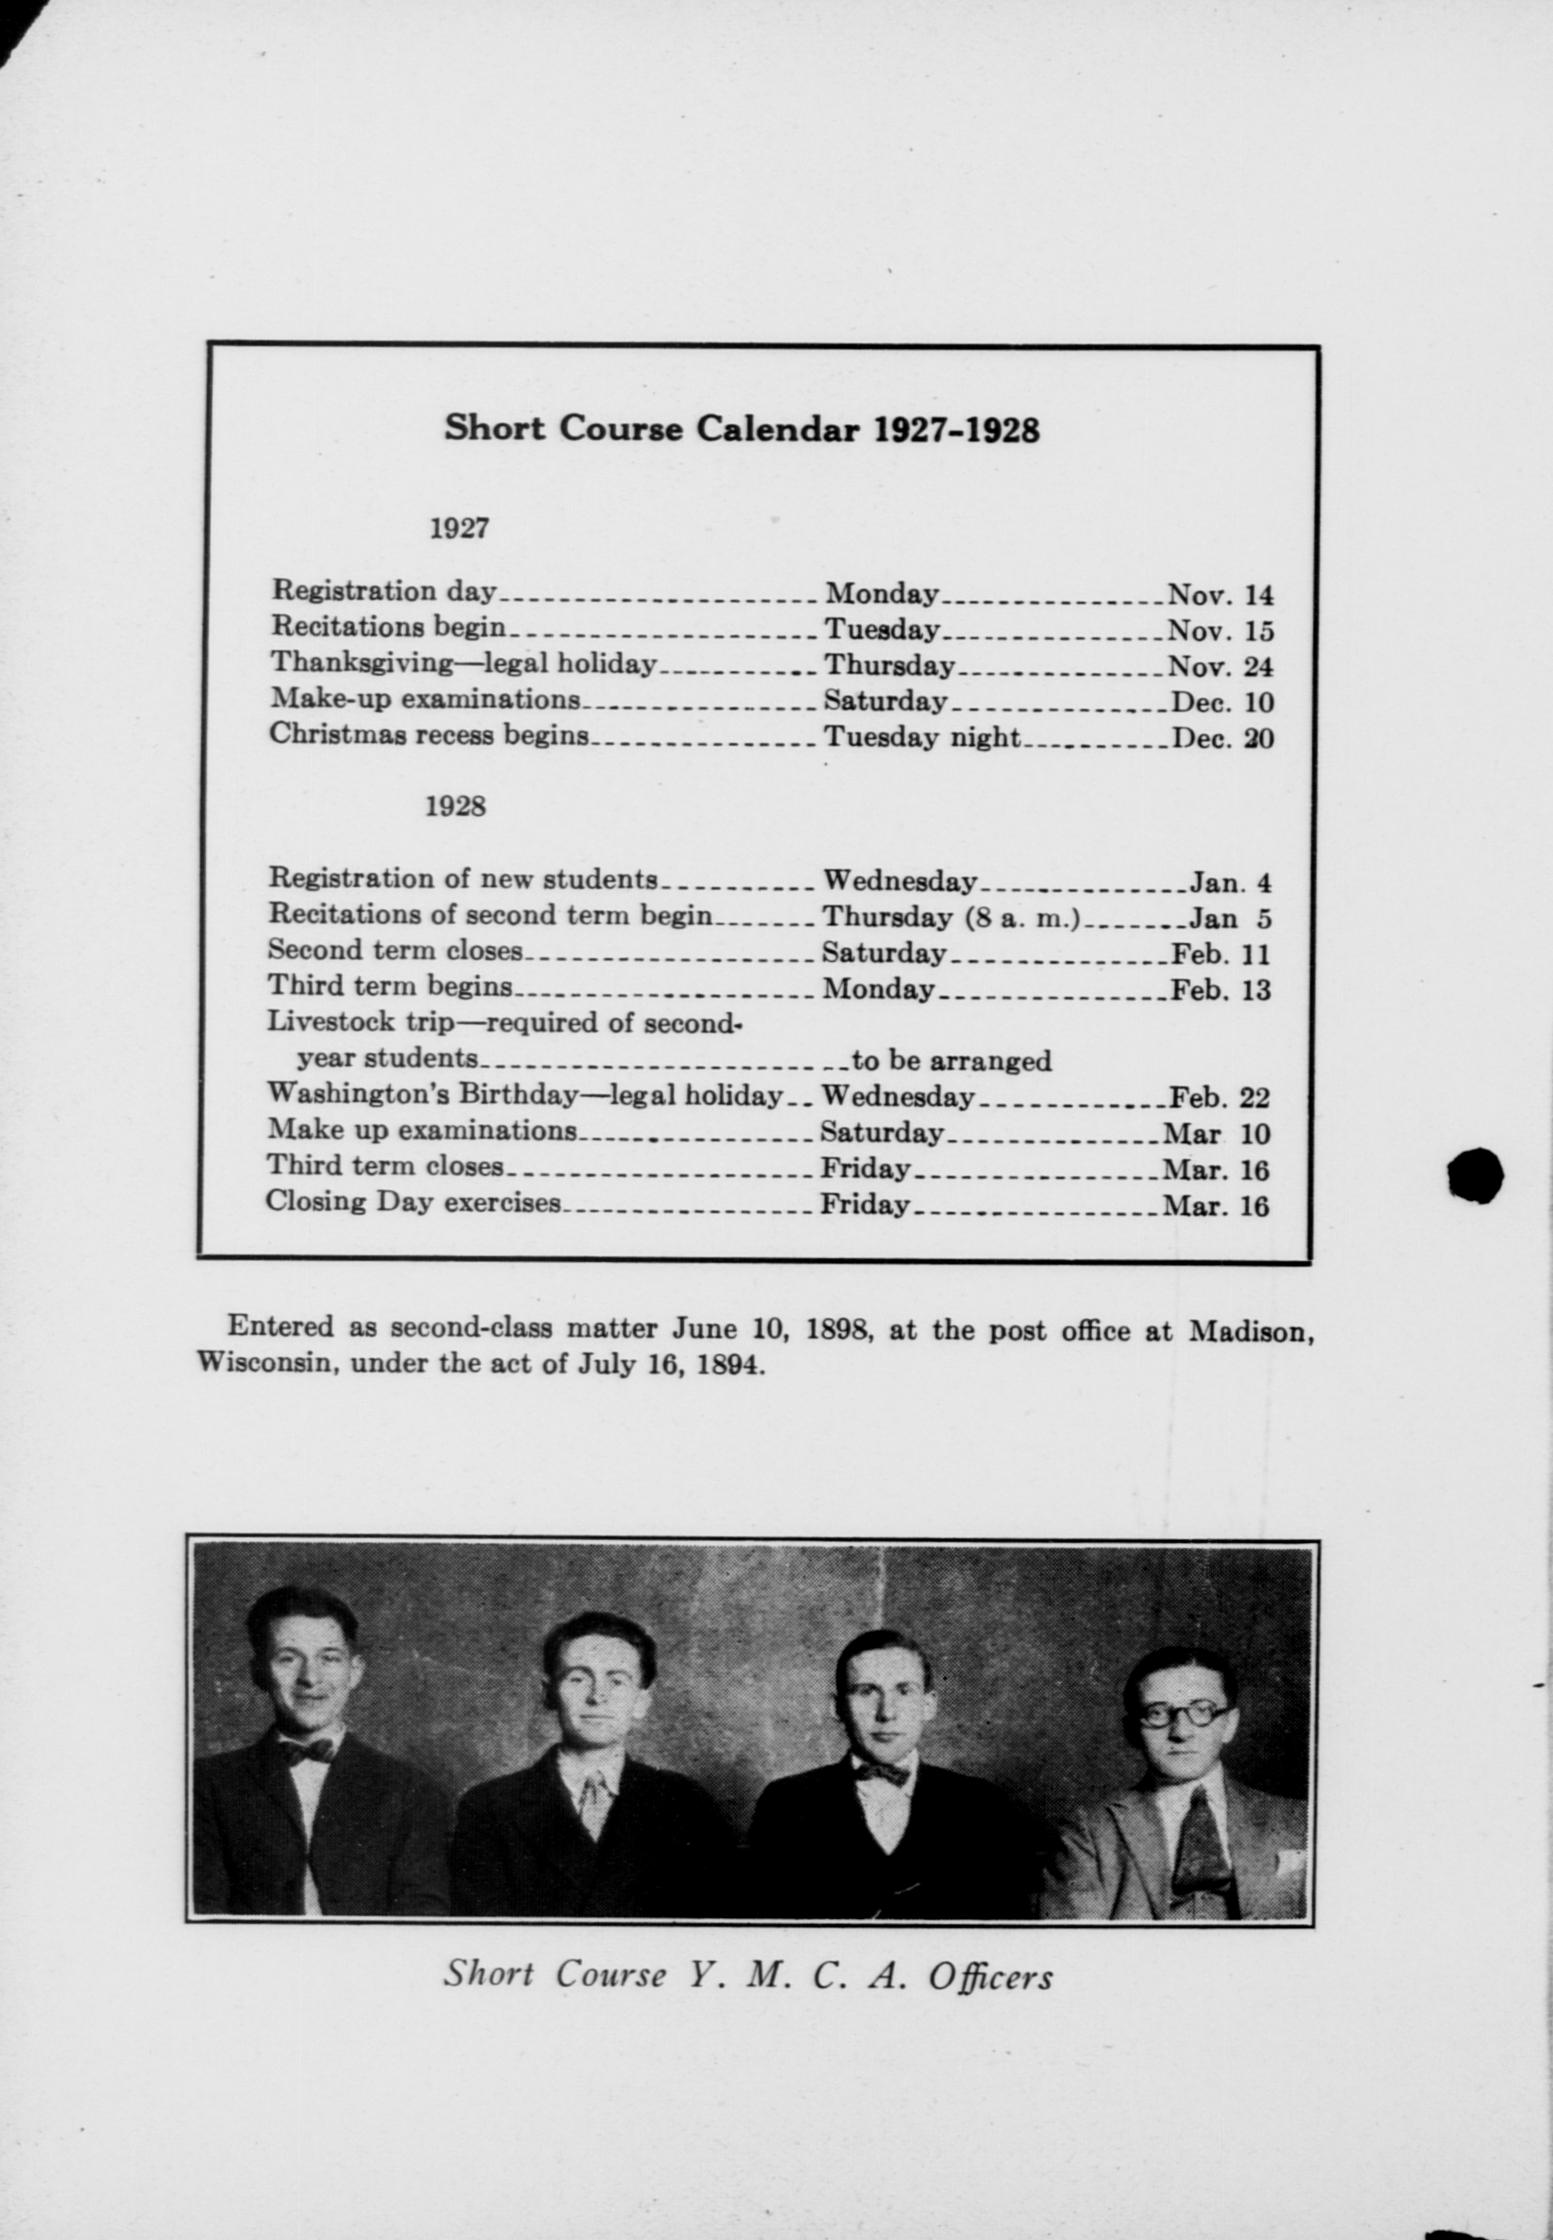 Short Course Calendar 1927-1928
1927
Registration day Monday Nov. 14
Recitations begin Tuesday Nov. 15
Thanksgiving—legal holiday Thursday Nov. 24
Make-up examinations Saturday Dec. 10
Christmas recess begins Tuesday night Dec. 20
1928
Registration of new students Wednesday Jan. 4
Recitations of second term begin Thursday (8 a. m.) Jan 5
Second term closes Saturday Feb. 11
Third term begins Monday Feb. 13
Livestock trip—required of second-
year students to be arranged
Washington's Birthday—legal holiday Wednesday Feb. 22
Make up examinations Saturday Mar 10
Third term closes Friday Mar. 16
Closing Day exercises Friday Mar. 16
Entered as second-class matter June 10, 1898, at the post office at Madison,
Wisconsin, under the act of July 16, 1894.
Short Course Y. M. C. A. Officers